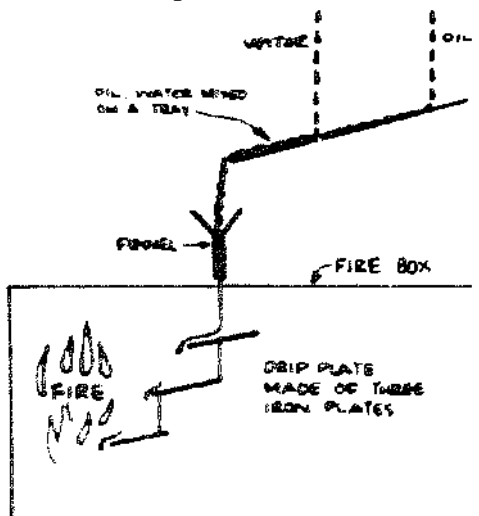 WATER
OIL
OIL, WATER MIXED
ON A TRAY
FUNNEL
FIRE BOX
FIRE
DRIP PLATE
MADE OF THREE
IRON PLATES